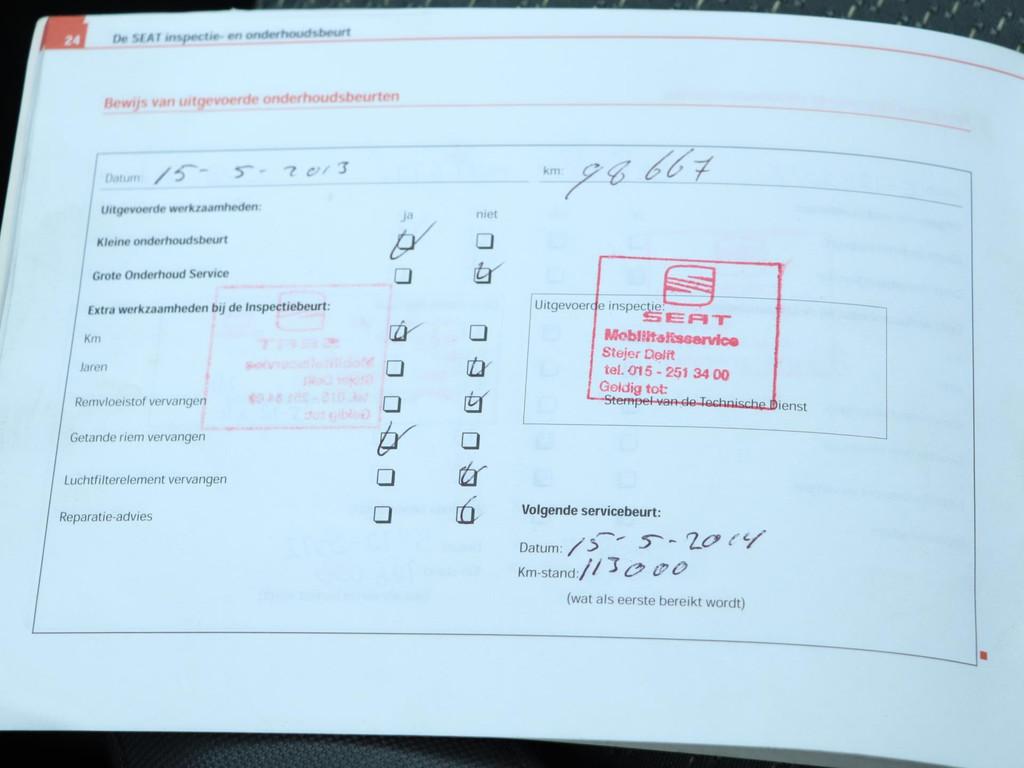 24 De SEAT inspectie- en onderhoudsbeurt
Bewijs van uitgevoerde onderhoudsbeurten
Datum: 15-5-2013 km: 98 667
Uitgevoerde werkzaamheden:
ja niet
Kleine onderhoudsbeurt
Grote Onderhoud Service
Extra werkzaamheden bij de Inspectiebeurt:
Km
Jaren
Remvloeistof vervangen
Getande riem vervangen
Luchtfilterelement vervangen
Reparatie-advies
Uitgevoerde inspectie:
SEAT
Mobiliteitsservice
Stejer Delft
tel. 015 - 251 34 00
Geldig tot:
Stempel van de Technische Dienst
Volgende servicebeurt:
Datum: 15-5-2014
Km-stand: 113000
(wat als eerste bereikt wordt)